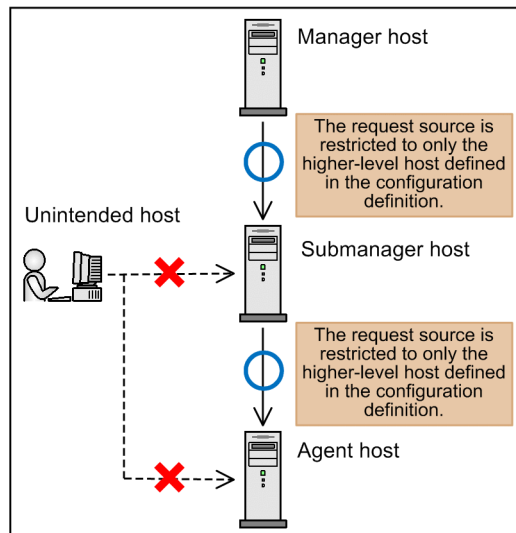 Manager host
The request source is
restricted to only the
higher-level host defined
in the configuration
definition.
Unintended host
Submanager host
The request source is
restricted to only the
higher-level host defined
in the configuration
definition.
Agent host